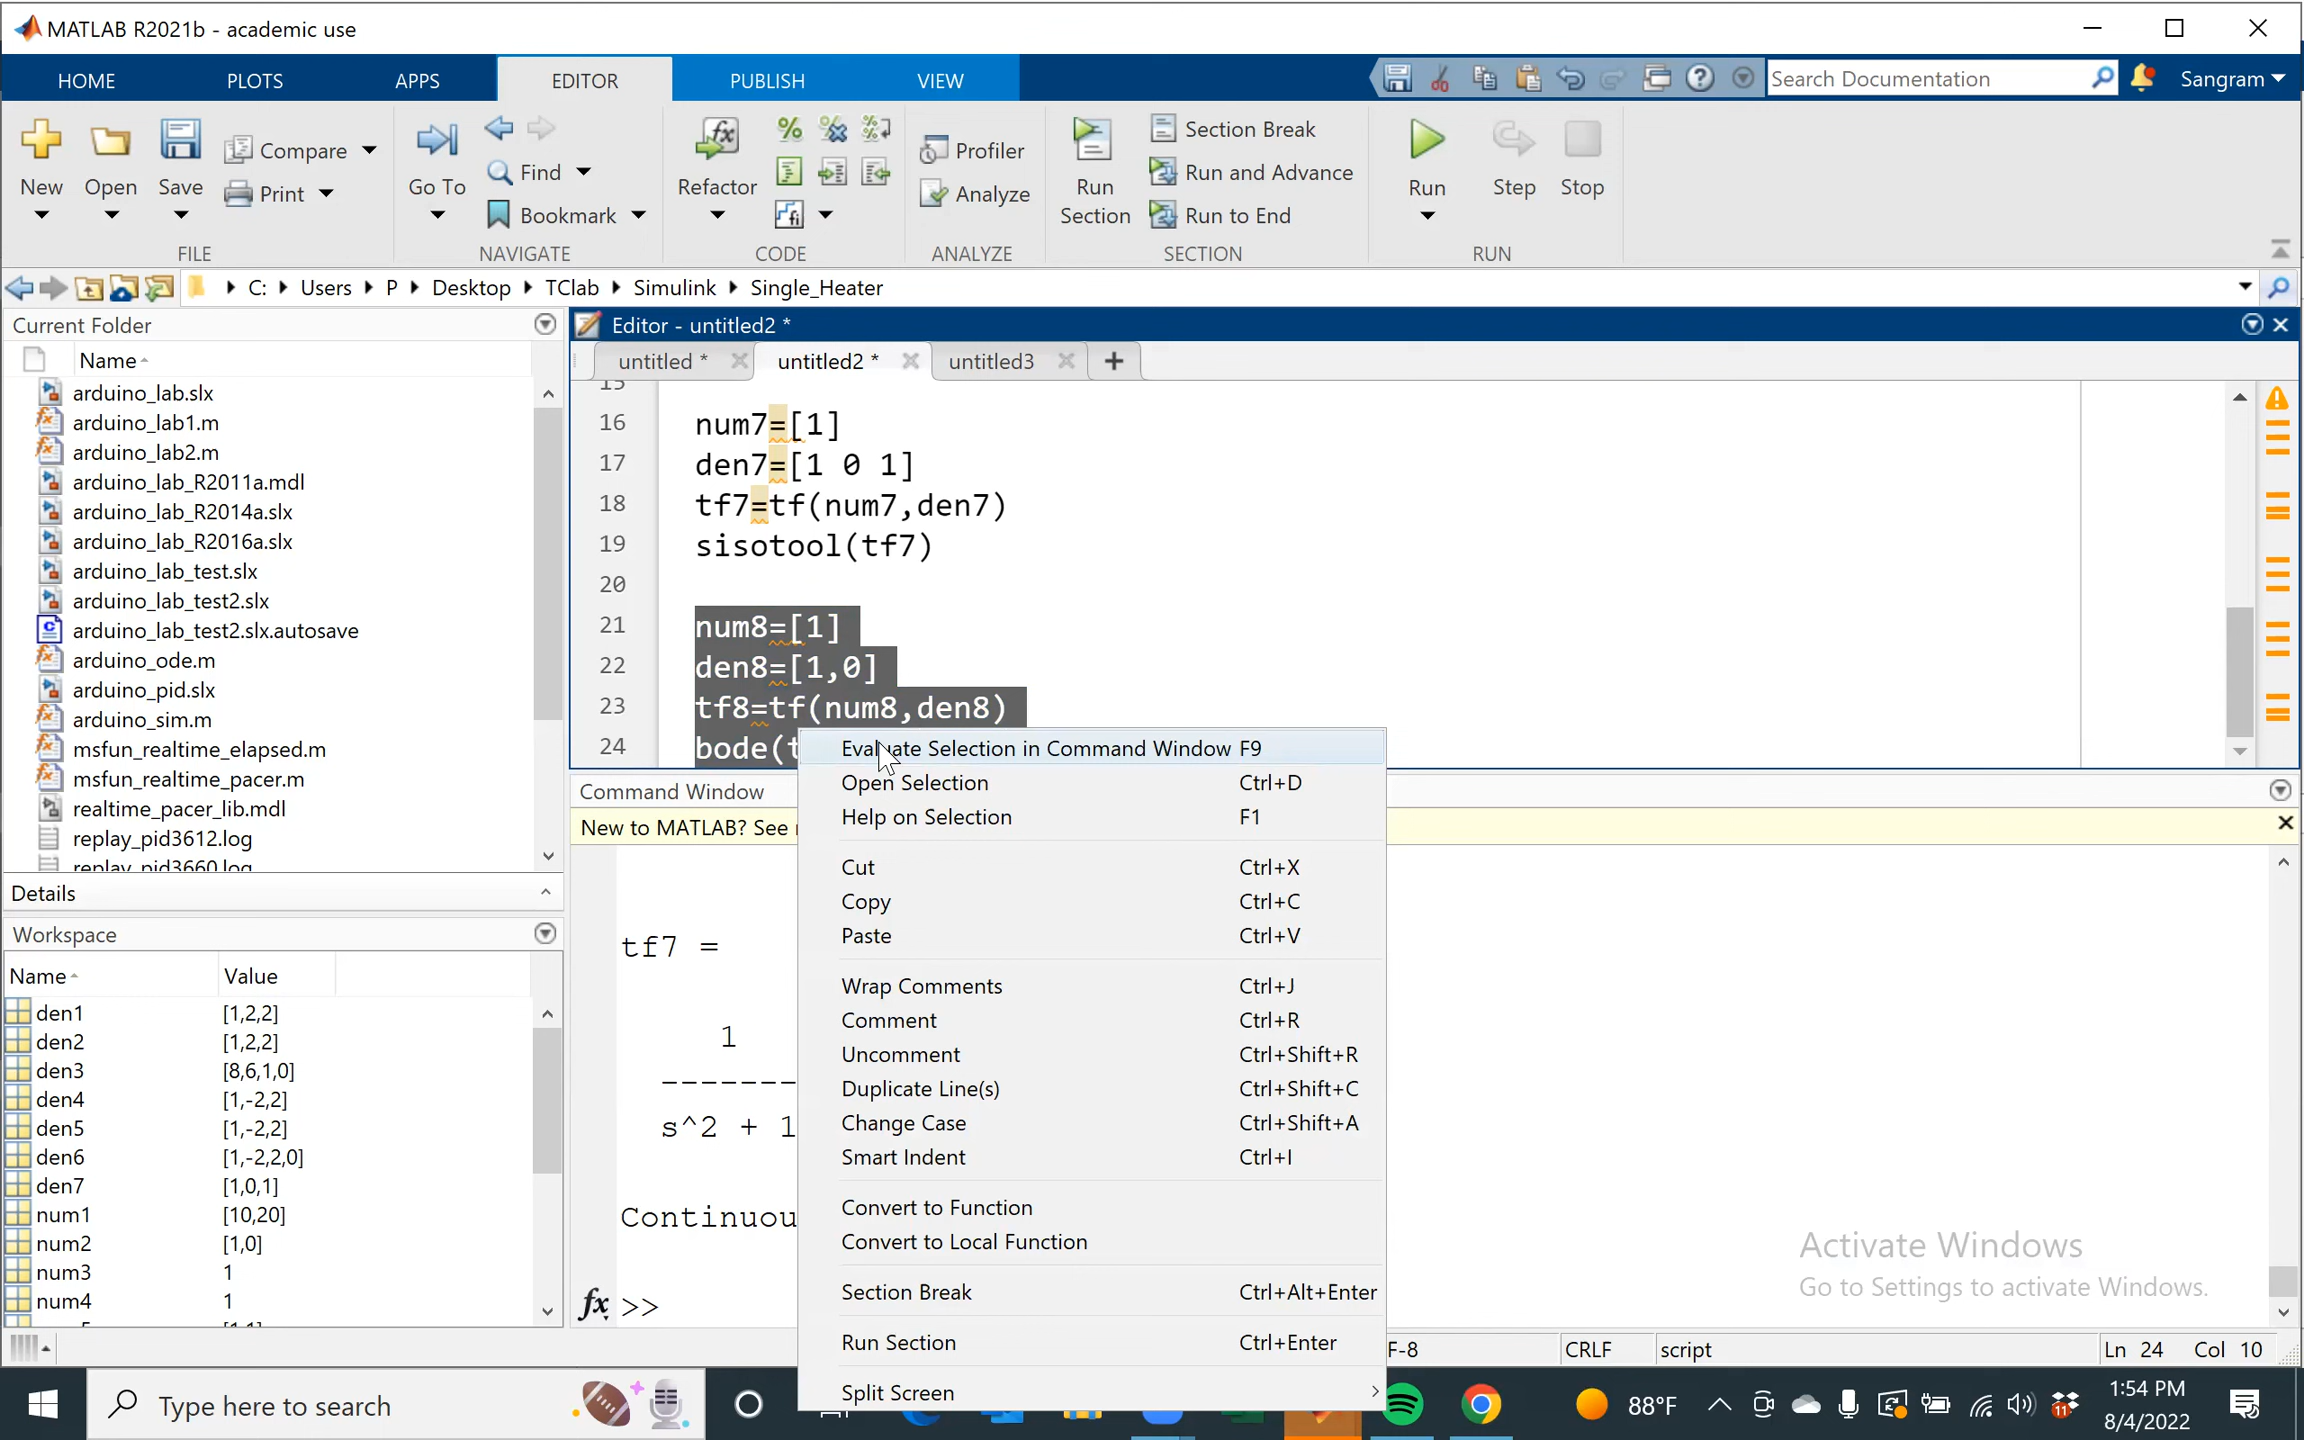 MATLAB R2021b - academic use
HOME PLOTS APPS EDITOR PUBLISH VIEW Search Documentation Sangram
New Open Save Compare Print Go To Find Bookmark Refactor Profiler Analyze Run Section Section Break Run and Advance Run to End Run Step Stop
FILE NAVIGATE CODE ANALYZE SECTION RUN
C: Users P Desktop TClab Simulink Single_Heater
Current Folder
Name
arduino_lab.slx
arduino_lab1.m
arduino_lab2.m
arduino_lab_R2011a.mdl
arduino_lab_R2014a.slx
arduino_lab_R2016a.slx
arduino_lab_test.slx
arduino_lab_test2.slx
arduino_lab_test2.slx.autosave
arduino_ode.m
arduino_pid.slx
arduino_sim.m
msfun_realtime_elapsed.m
msfun_realtime_pacer.m
realtime_pacer_lib.mdl
replay_pid3612.log
replay_pid3660.log
Details
Workspace
Name Value
den1 [1,2,2]
den2 [1,2,2]
den3 [8,6,1,0]
den4 [1,-2,2]
den5 [1,-2,2]
den6 [1,-2,2,0]
den7 [1,0,1]
num1 [10,20]
num2 [1,0]
num3 1
num4 1
Editor - untitled2 *
untitled * untitled2 * untitled3 +
15
16 num7=[1]
17 den7=[1 0 1]
18 tf7=tf(num7,den7)
19 sisotool(tf7)
20
21 num8=[1]
22 den8=[1,0]
23 tf8=tf(num8,den8)
24 bode(t
Command Window
New to MATLAB? See
tf7 =
1
-------
s^2 + 1
Continuou
fx >>
Evaluate Selection in Command Window F9
Open Selection Ctrl+D
Help on Selection F1
Cut Ctrl+X
Copy Ctrl+C
Paste Ctrl+V
Wrap Comments Ctrl+J
Comment Ctrl+R
Uncomment Ctrl+Shift+R
Duplicate Line(s) Ctrl+Shift+C
Change Case Ctrl+Shift+A
Smart Indent Ctrl+I
Convert to Function
Convert to Local Function
Section Break Ctrl+Alt+Enter
Run Section Ctrl+Enter
Split Screen
Activate Windows
Go to Settings to activate Windows.
F-8 CRLF script Ln 24 Col 10
Type here to search
88°F
11
1:54 PM
8/4/2022